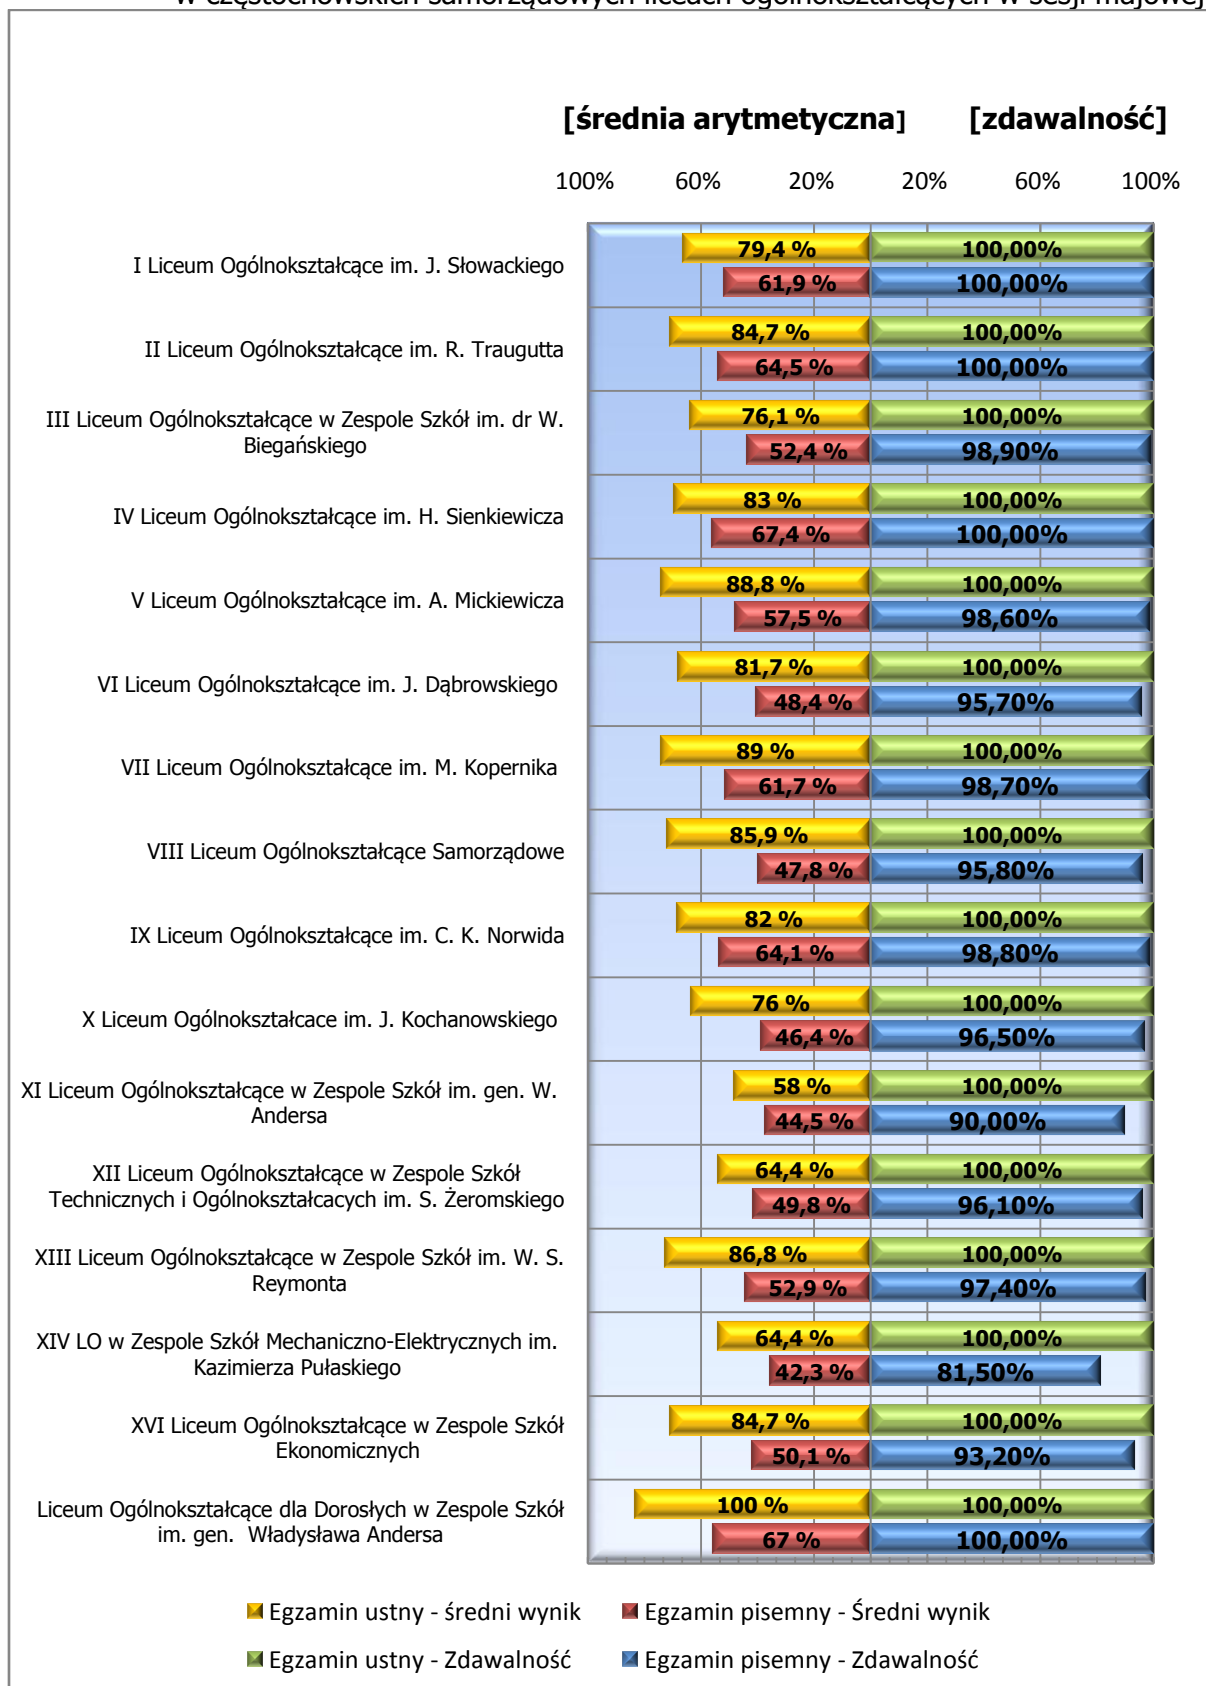 w częstochowskich samorządowych liceach ogólnokształcących w sesji majowej
[średnia arytmetyczna] [zdawalność]
100% 60% 20% 20% 60% 100%
I Liceum Ogólnokształcące im. J. Słowackiego
79,4 % 100,00%
61,9 % 100,00%
II Liceum Ogólnokształcące im. R. Traugutta
84,7 % 100,00%
64,5 % 100,00%
III Liceum Ogólnokształcące w Zespole Szkół im. dr W.
Biegańskiego
76,1 % 100,00%
52,4 % 98,90%
IV Liceum Ogólnokształcące im. H. Sienkiewicza
83 % 100,00%
67,4 % 100,00%
V Liceum Ogólnokształcące im. A. Mickiewicza
88,8 % 100,00%
57,5 % 98,60%
VI Liceum Ogólnokształcące im. J. Dąbrowskiego
81,7 % 100,00%
48,4 % 95,70%
VII Liceum Ogólnokształcące im. M. Kopernika
89 % 100,00%
61,7 % 98,70%
VIII Liceum Ogólnokształcące Samorządowe
85,9 % 100,00%
47,8 % 95,80%
IX Liceum Ogólnokształcące im. C. K. Norwida
82 % 100,00%
64,1 % 98,80%
X Liceum Ogólnokształcace im. J. Kochanowskiego
76 % 100,00%
46,4 % 96,50%
XI Liceum Ogólnokształcące w Zespole Szkół im. gen. W.
Andersa
58 % 100,00%
44,5 % 90,00%
XII Liceum Ogólnokształcące w Zespole Szkół
Technicznych i Ogólnokształcacych im. S. Żeromskiego
64,4 % 100,00%
49,8 % 96,10%
XIII Liceum Ogólnokształcące w Zespole Szkół im. W. S.
Reymonta
86,8 % 100,00%
52,9 % 97,40%
XIV LO w Zespole Szkół Mechaniczno-Elektrycznych im.
Kazimierza Pułaskiego
64,4 % 100,00%
42,3 % 81,50%
XVI Liceum Ogólnokształcące w Zespole Szkół
Ekonomicznych
84,7 % 100,00%
50,1 % 93,20%
Liceum Ogólnokształcące dla Dorosłych w Zespole Szkół
im. gen. Władysława Andersa
100 % 100,00%
67 % 100,00%
Egzamin ustny - średni wynik Egzamin pisemny - Średni wynik
Egzamin ustny - Zdawalność Egzamin pisemny - Zdawalność